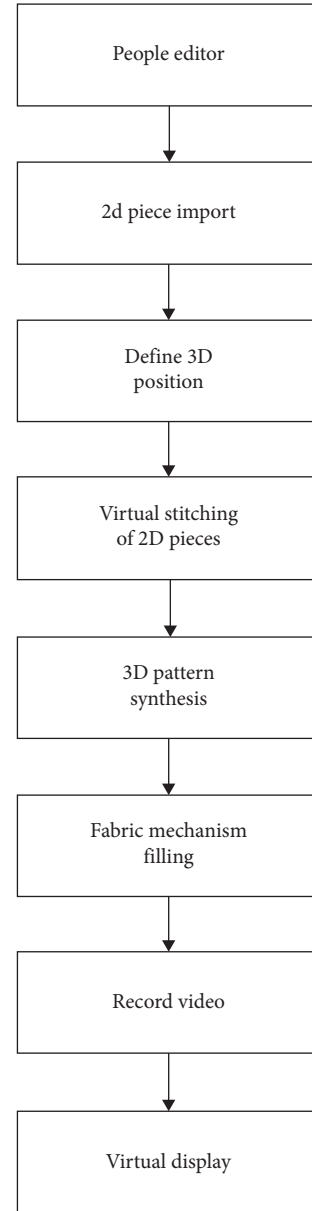 People editor
2d piece import
Define 3D
position
Virtual stitching
of 2D pieces
3D pattern
synthesis
Fabric mechanism
filling
Record video
Virtual display